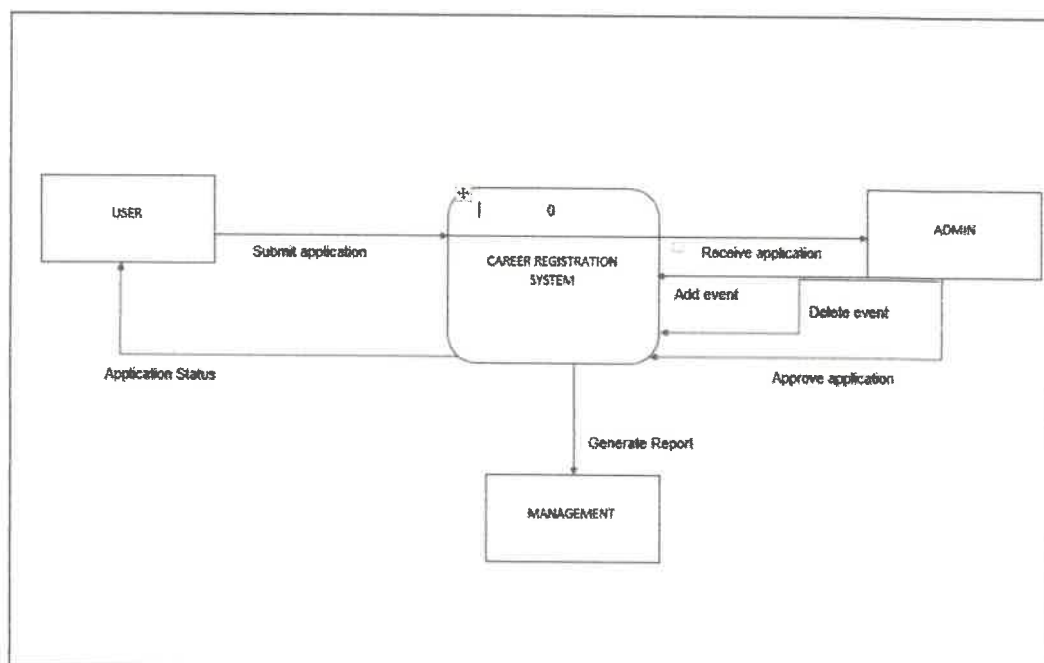 USER
0
ADMIN
Submit application
Receive application
CAREER REGISTRATION
SYSTEM
Add event
Delete event
Application Status
Approve application
Generate Report
MANAGEMENT